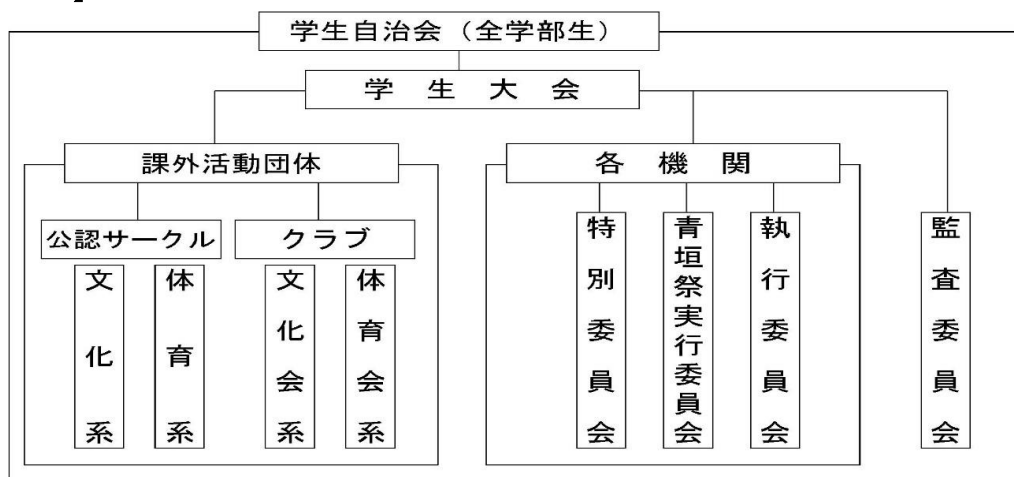 学生自治会（全学部生）
学生大会
課外活動団体
各機関
公認サークル
クラブ
文化系
体育系
文化会系
体育会系
特別委員会
青垣祭実行委員会
執行委員会
監査委員会